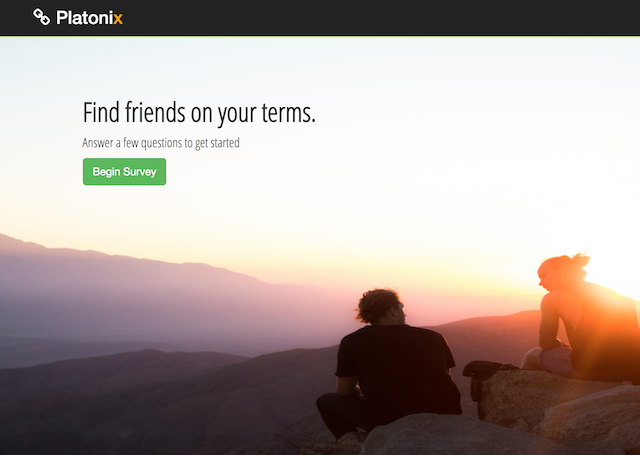 Platonix
Find friends on your terms.
Answer a few questions to get started
Begin Survey